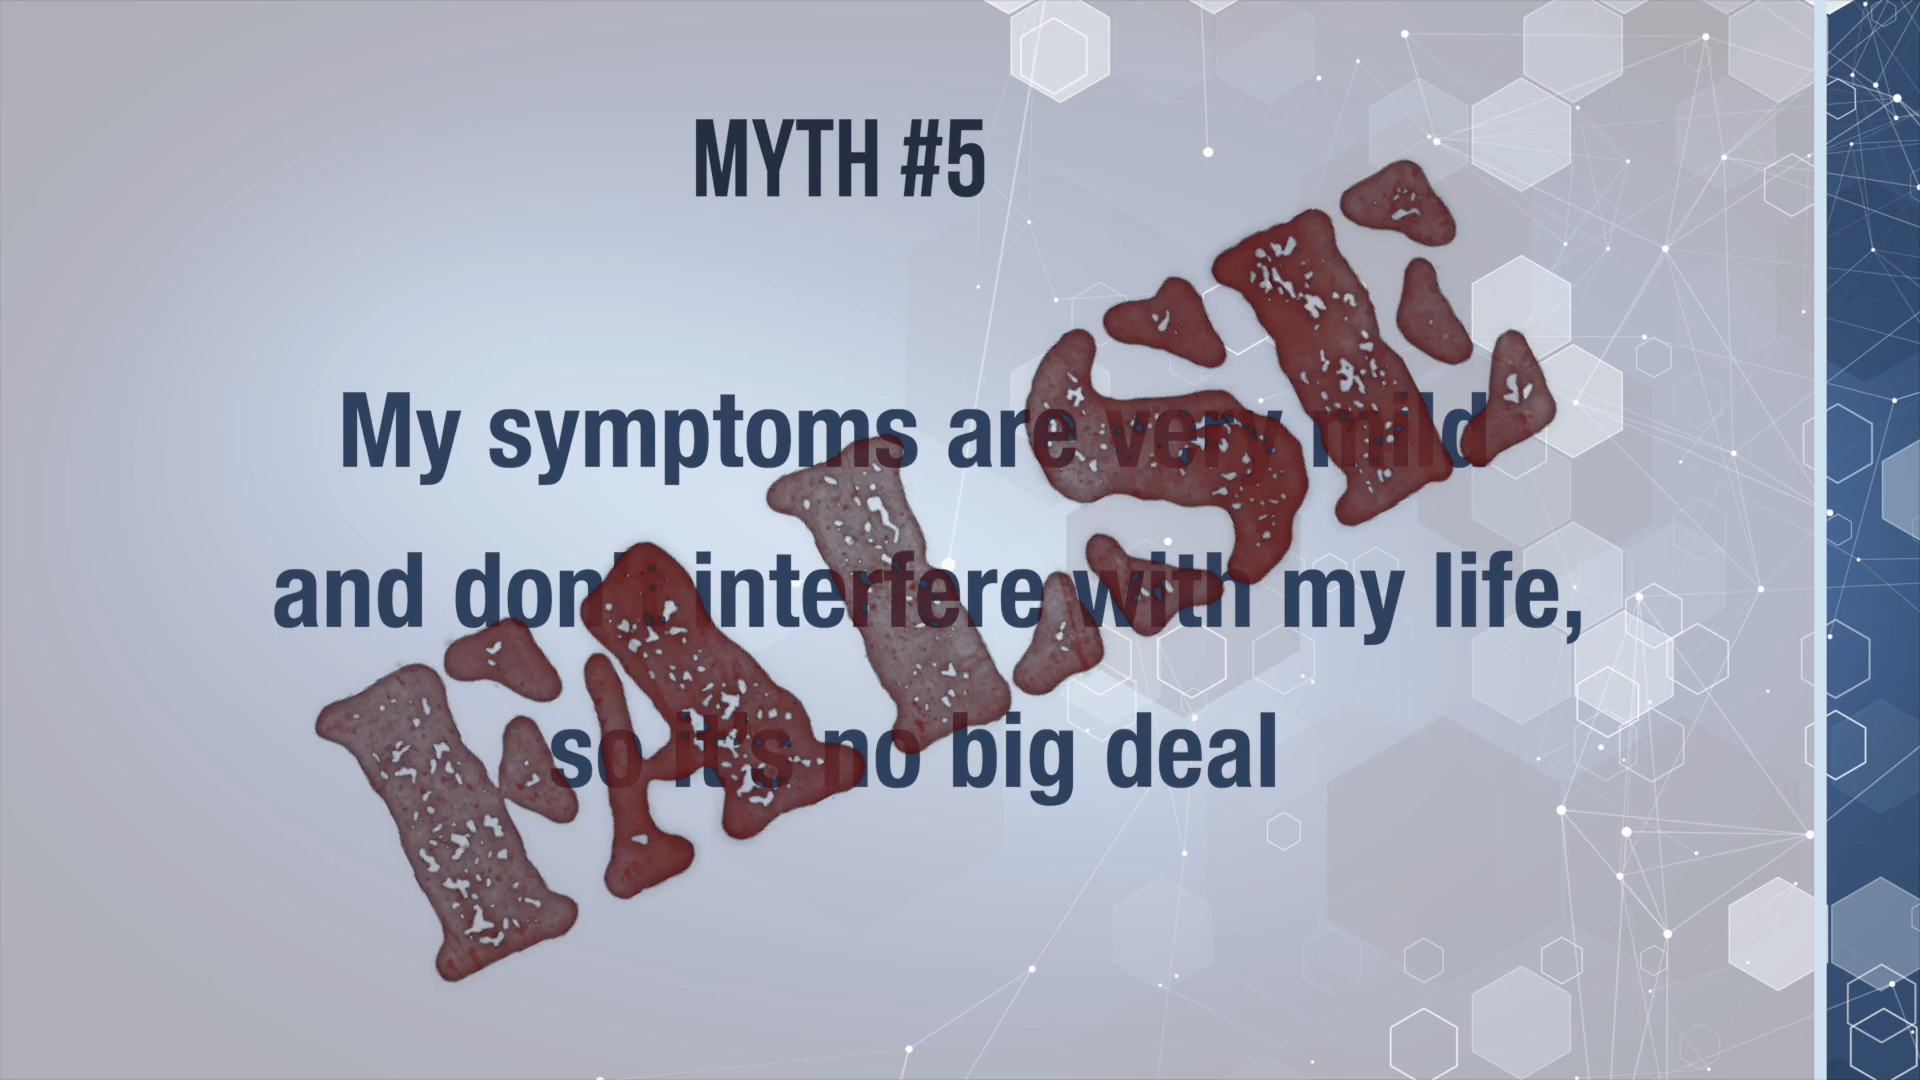 MYTH #5
My symptoms are very mild
and don't interfere with my life,
so it's no big deal
FALSE